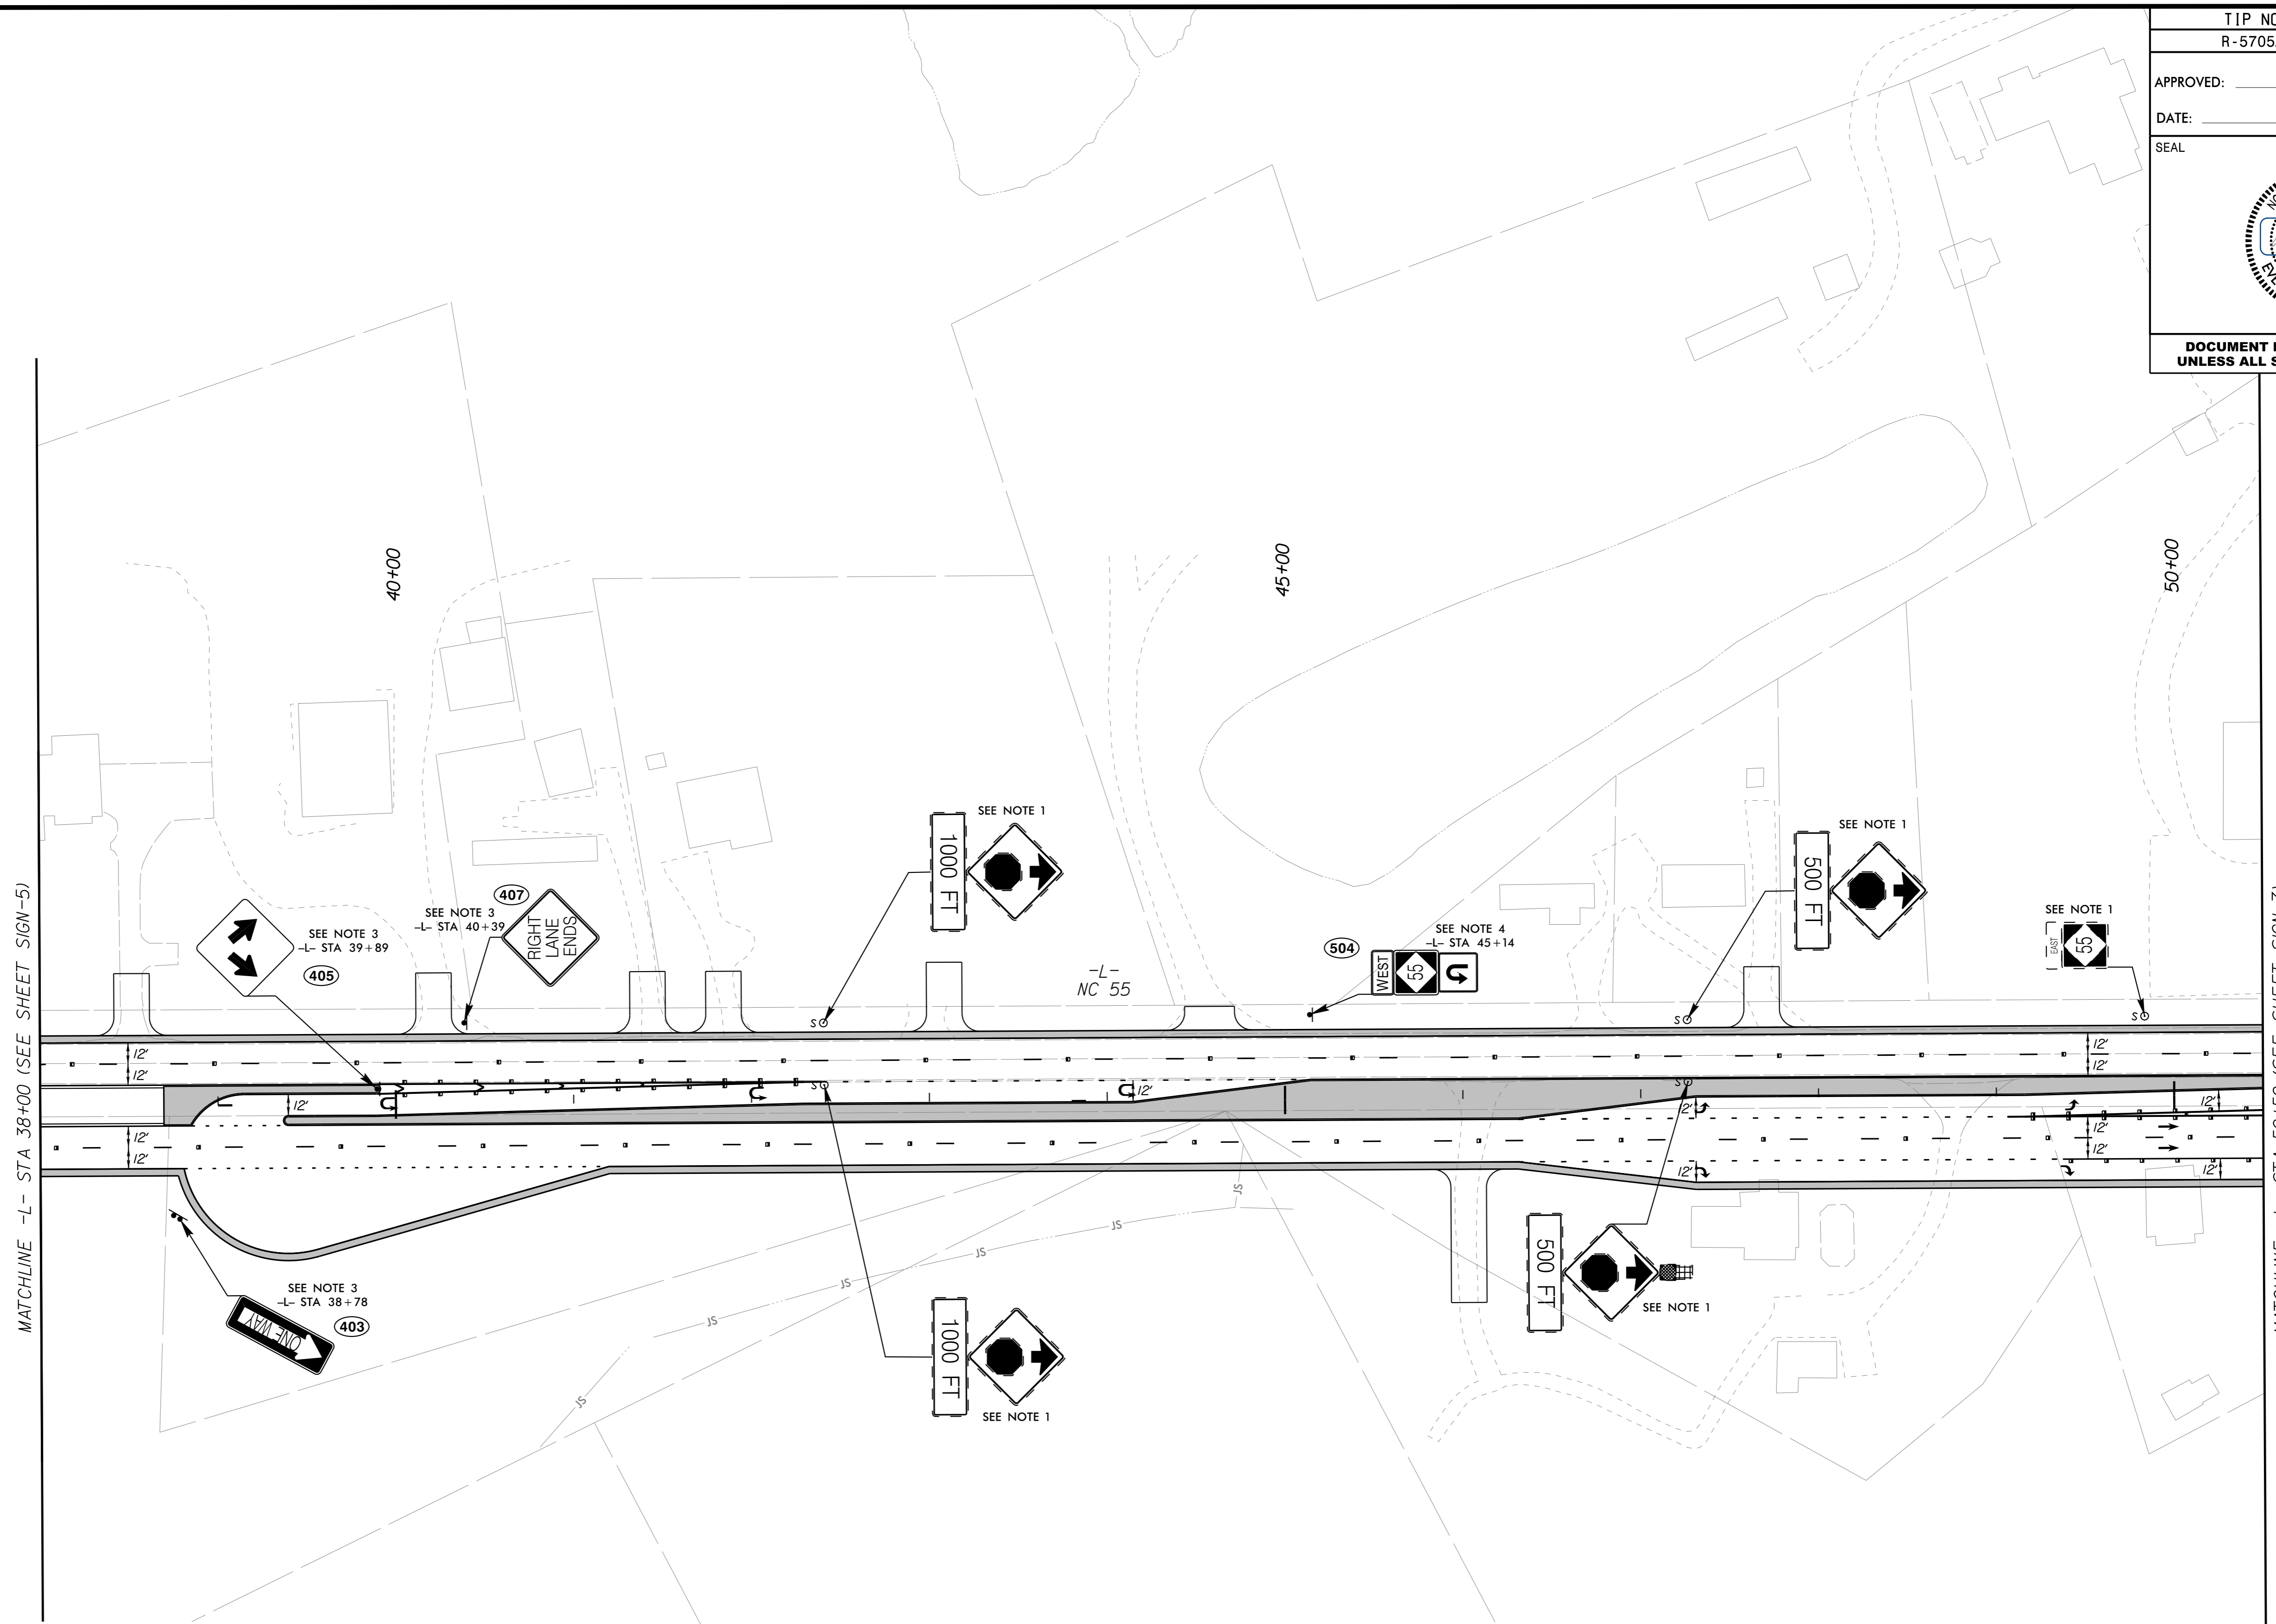 TIP NO
R-5705
APPROVED:
DATE:
SEAL
DOCUMENT
UNLESS ALL S
40+00
45+00
50+00
MATCHLINE -L- STA 38+00 (SEE SHEET SIGN-5)
SEE NOTE 1
1000 FT
SEE NOTE 1
500 FT
407
SEE NOTE 3
-L- STA 40+39
RIGHT
LANE
ENDS
SEE NOTE 3
-L- STA 39+89
405
504
SEE NOTE 4
-L- STA 45+14
WEST
55
SEE NOTE 1
EAST
55
-L-
NC 55
S
S
S
12'
12'
12'
12'
S
12'
12'
S
12'
12'
12'
12'
12'
12'
12'
12'
12'
JS
JS
JS
JS
JS
JS
SEE NOTE 3
-L- STA 38+78
403
ONE WAY
1000 FT
SEE NOTE 1
500 FT
SEE NOTE 1